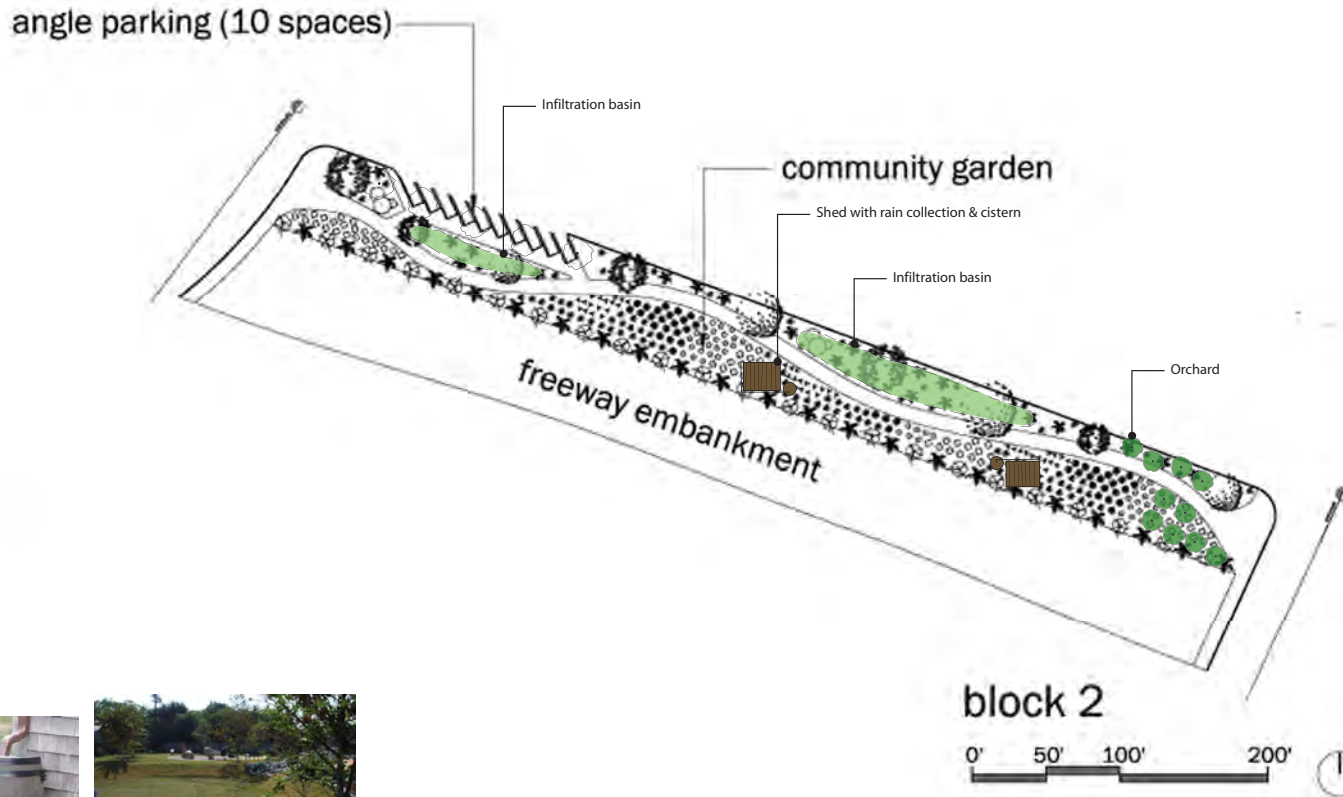 angle parking (10 spaces)
Infiltration basin
community garden
Shed with rain collection & cistern
Infiltration basin
Orchard
freeway embankment
block 2
0' 50' 100' 200'